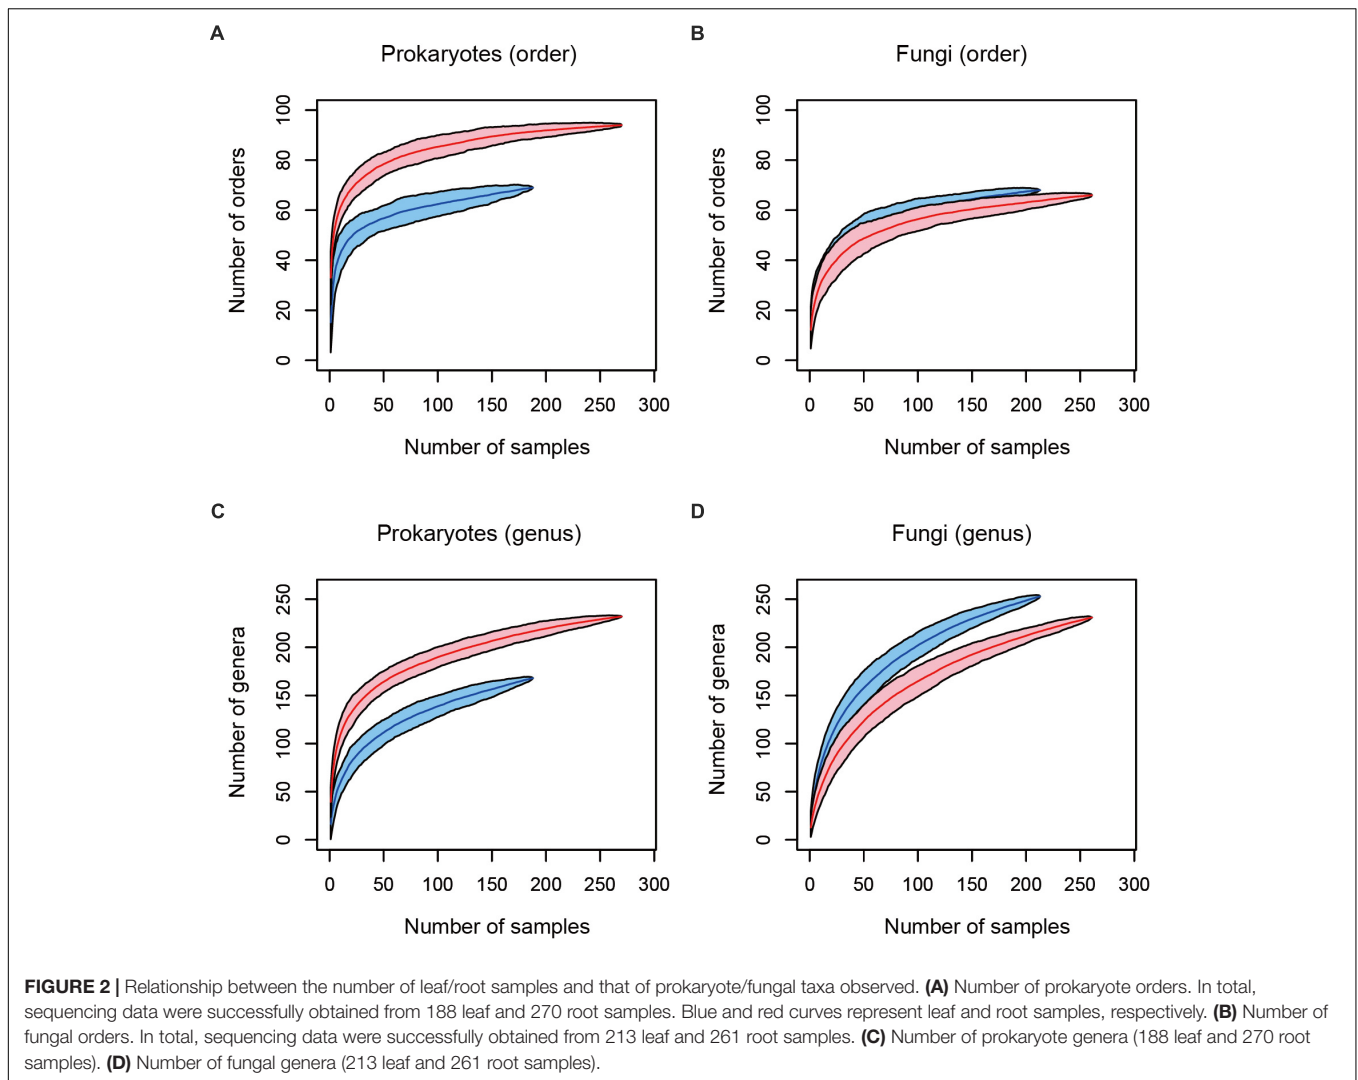 A
Prokaryotes (order)
Number of orders
0 20 40 60 80 100
0 50 100 150 200 250 300
Number of samples
B
Fungi (order)
Number of orders
0 20 40 60 80 100
0 50 100 150 200 250 300
Number of samples
C
Prokaryotes (genus)
Number of genera
0 50 100 150 200 250
0 50 100 150 200 250 300
Number of samples
D
Fungi (genus)
Number of genera
0 50 100 150 200 250
0 50 100 150 200 250 300
Number of samples
FIGURE 2 | Relationship between the number of leaf/root samples and that of prokaryote/fungal taxa observed. (A) Number of prokaryote orders. In total,
sequencing data were successfully obtained from 188 leaf and 270 root samples. Blue and red curves represent leaf and root samples, respectively. (B) Number of
fungal orders. In total, sequencing data were successfully obtained from 213 leaf and 261 root samples. (C) Number of prokaryote genera (188 leaf and 270 root
samples). (D) Number of fungal genera (213 leaf and 261 root samples).